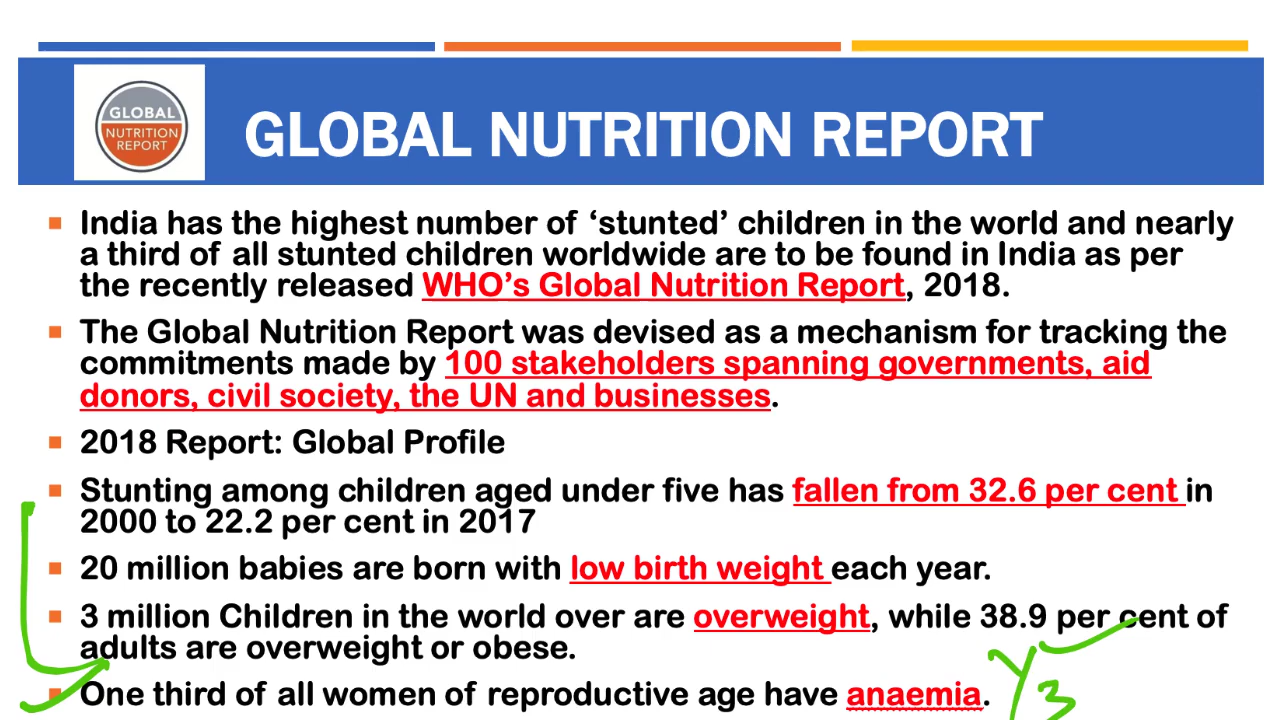 GLOBAL
NUTRITION
REPORT
GLOBAL NUTRITION REPORT
India has the highest number of ‘stunted’ children in the world and nearly
a third of all stunted children worldwide are to be found in India as per
the recently released WHO’s Global Nutrition Report, 2018.
The Global Nutrition Report was devised as a mechanism for tracking the
commitments made by 100 stakeholders spanning governments, aid
donors, civil society, the UN and businesses.
2018 Report: Global Profile
Stunting among children aged under five has fallen from 32.6 per cent in
2000 to 22.2 per cent in 2017
20 million babies are born with low birth weight each year.
3 million Children in the world over are overweight, while 38.9 per cent of
adults are overweight or obese.
One third of all women of reproductive age have anaemia.